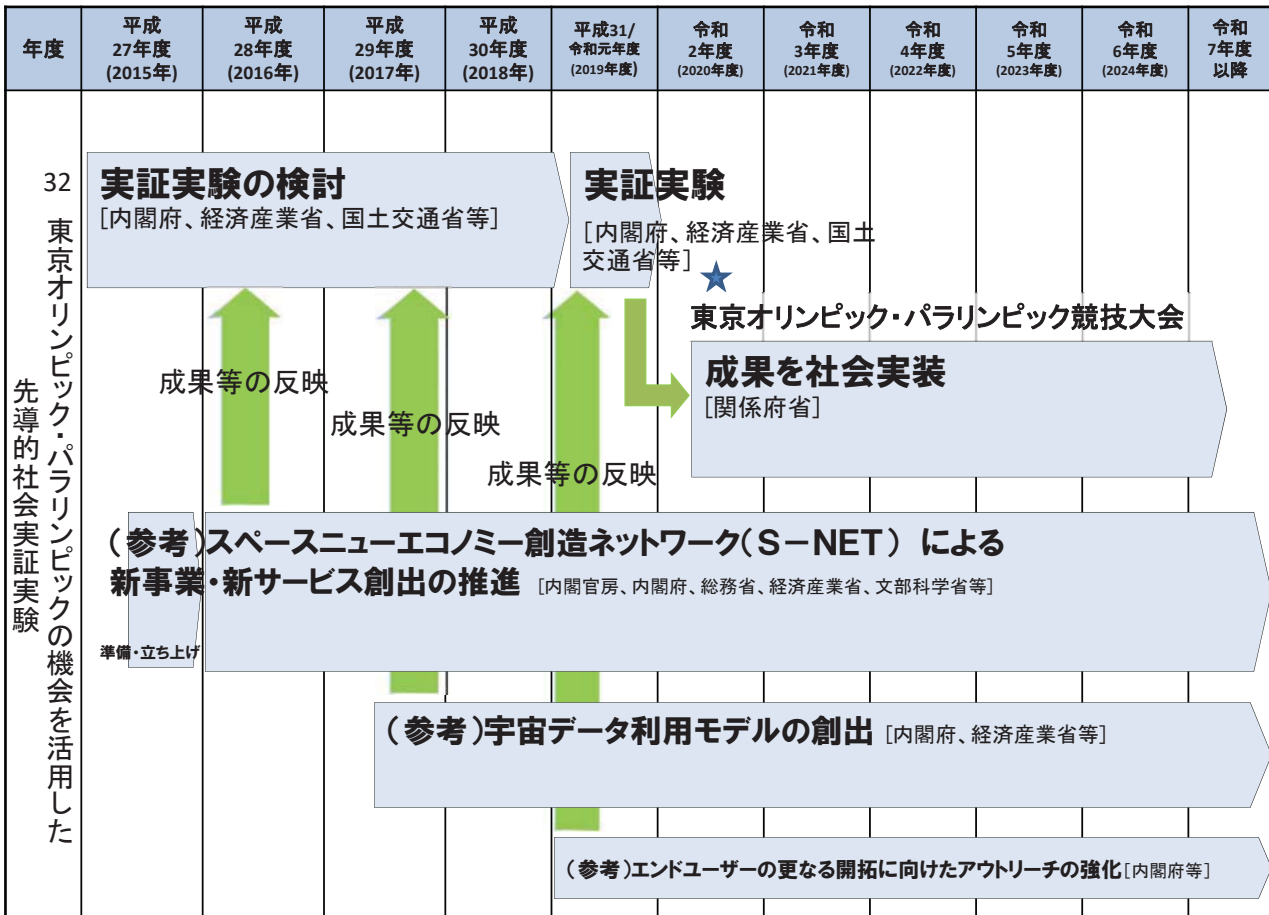 年度
平成
27年度
(2015年)
平成
28年度
(2016年)
平成
29年度
(2017年)
平成
30年度
(2018年)
平成31/
令和元年度
(2019年度)
令和
2年度
(2020年度)
令和
3年度
(2021年度)
令和
4年度
(2022年度)
令和
5年度
(2023年度)
令和
6年度
(2024年度)
令和
7年度
以降
32
東京オリンピック・パラリンピックの機会を活用した
先導的社会実証実験
実証実験の検討
[内閣府、経済産業省、国土交通省等]
実証実験
[内閣府、経済産業省、国土
交通省等]
東京オリンピック・パラリンピック競技大会
成果を社会実装
[関係府省]
成果等の反映
成果等の反映
成果等の反映
(参考)スペースニューエコノミー創造ネットワーク(S-NET) による
新事業・新サービス創出の推進 [内閣官房、内閣府、総務省、経済産業省、文部科学省等]
準備・立ち上げ
(参考)宇宙データ利用モデルの創出 [内閣府、経済産業省等]
(参考)エンドユーザーの更なる開拓に向けたアウトリーチの強化[内閣府等]